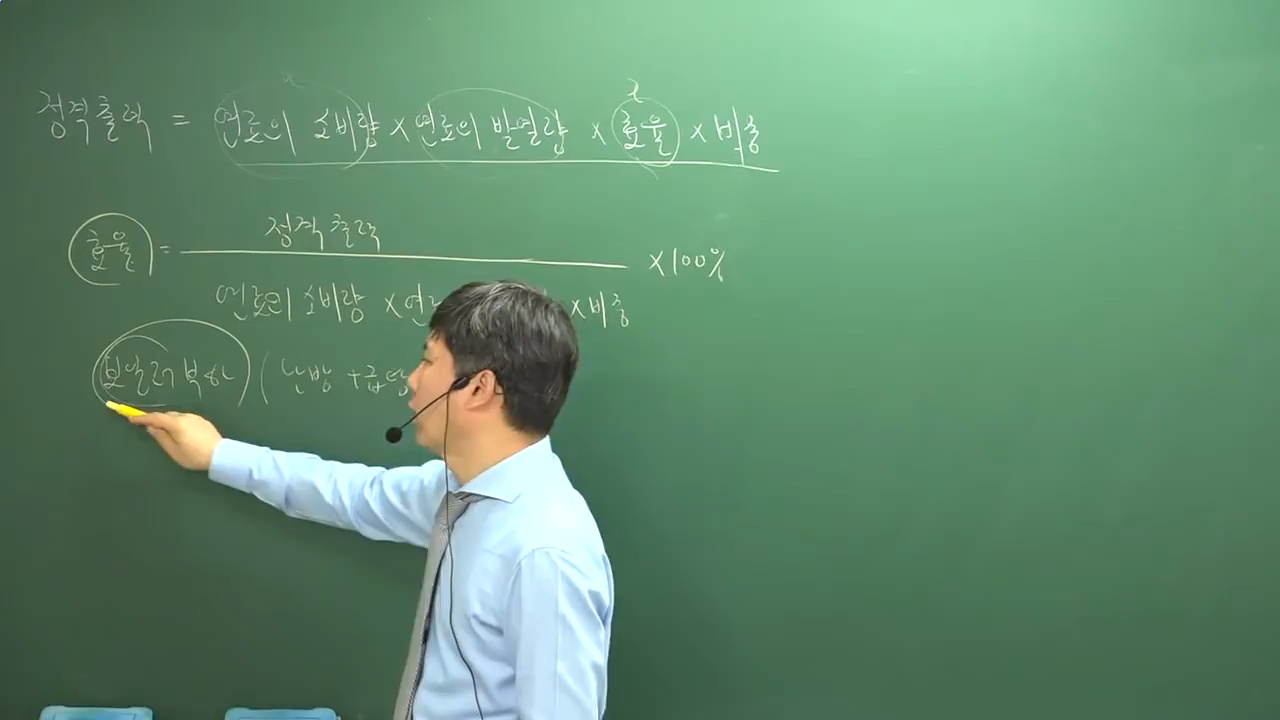 정격출력 = 연료의 소비량 × 연료의 발열량 × 효율 × 비중
효율 = 정격출력
× 100%
연료의 소비량 × 연료 × 비중
보일러 부하 ( 난방 + 급탕